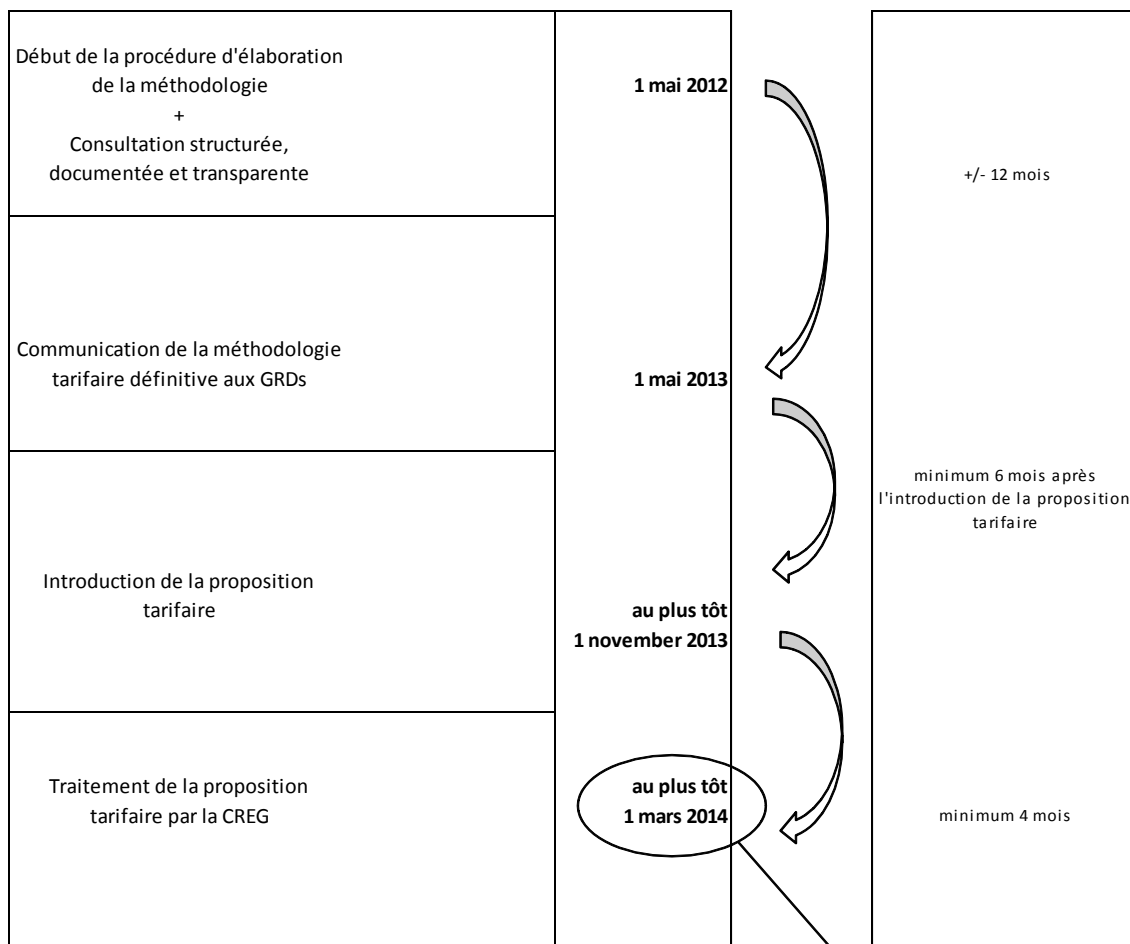 Début de la procédure d'élaboration
de la méthodologie
+
Consultation structurée,
documentée et transparente
1 mai 2012
+/- 12 mois
Communication de la méthodologie
tarifaire définitive aux GRDs
1 mai 2013
minimum 6 mois après
l'introduction de la proposition
tarifaire
Introduction de la proposition
tarifaire
au plus tôt
1 november 2013
Traitement de la proposition
tarifaire par la CREG
au plus tôt
1 mars 2014
minimum 4 mois